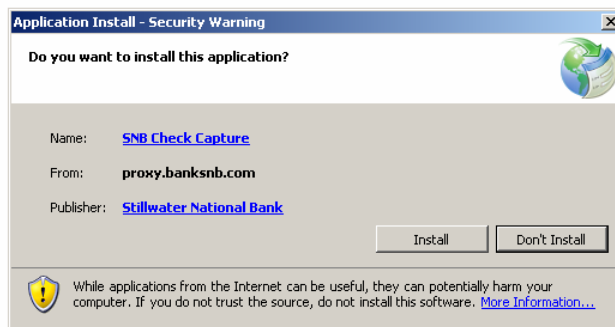 Application Install - Security Warning
Do you want to install this application?
Name: SNB Check Capture
From: proxy.banksnb.com
Publisher: Stillwater National Bank
Install Don't Install
While applications from the Internet can be useful, they can potentially harm your
computer. If you do not trust the source, do not install this software. More Information...